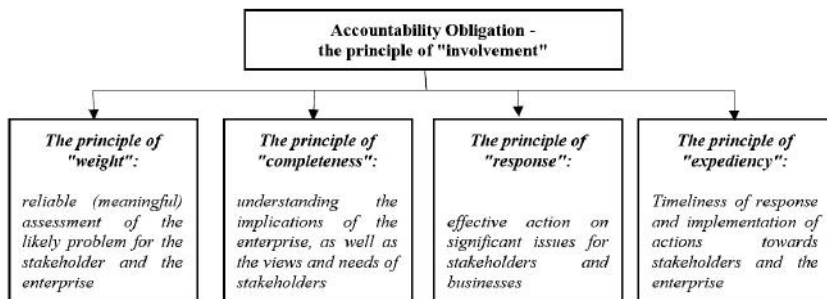 Accountability Obligation -
the principle of "involvement"
The principle of
"weight":
reliable (meaningful)
assessment of the
likely problem for the
stakeholder and the
enterprise
The principle of
"completeness":
understanding the
implications of the
enterprise, as well as
the views and needs of
stakeholders
The principle of
"response":
effective action on
significant issues for
stakeholders and
businesses
The principle of
"expediency":
Timeliness of response
and implementation of
actions towards
stakeholders and the
enterprise